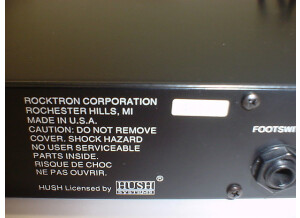 ROCKTRON CORPORATION
ROCHESTER HILLS, MI
MADE IN U.S.A.
CAUTION: DO NOT REMOVE
COVER. SHOCK HAZARD
NO USER SERVICEABLE
PARTS INSIDE.
RISQUE DE CHOC
NE PAS OUVRIR.
HUSH Licensed by HUSH
SYSTEMS
FOOTSWI